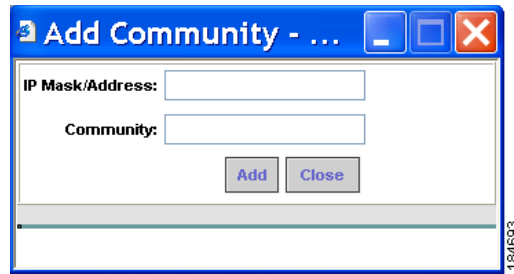 Add Community - ...
IP Mask/Address:
Community:
Add Close
184693